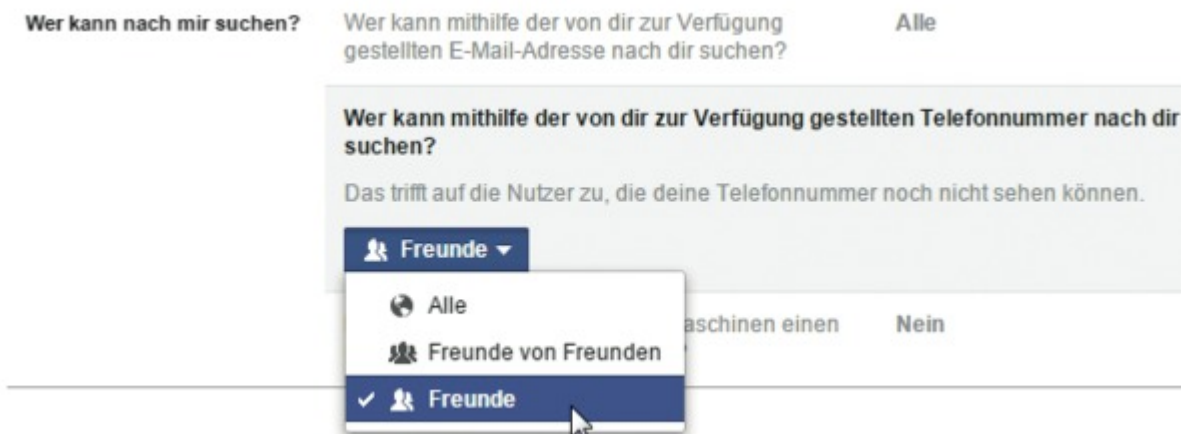 Wer kann nach mir suchen?
Wer kann mithilfe der von dir zur Verfügung
gestellten E-Mail-Adresse nach dir suchen?
Alle
Wer kann mithilfe der von dir zur Verfügung gestellten Telefonnummer nach dir
suchen?
Das trifft auf die Nutzer zu, die deine Telefonnummer noch nicht sehen können.
Freunde
Alle
Freunde von Freunden
Freunde
einen
Nein